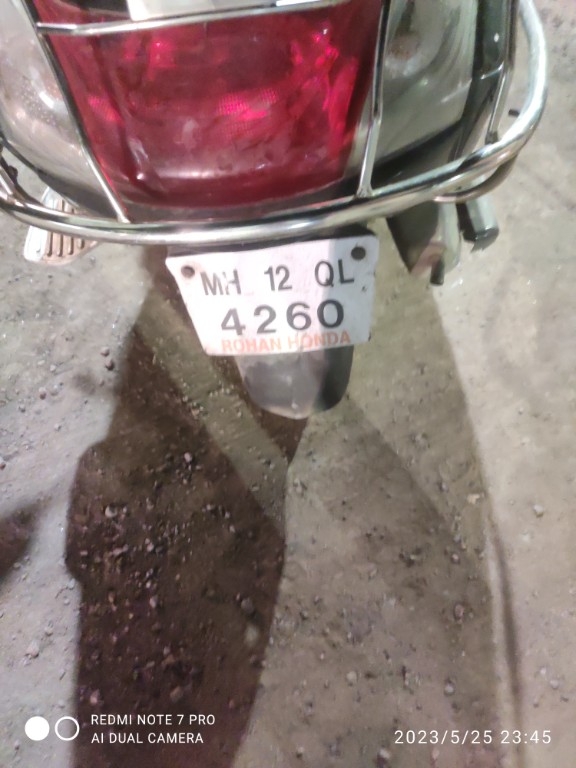 MH 12 QL
4260
ROHAN HONDA
REDMI NOTE 7 PRO
AI DUAL CAMERA
2023/5/25 23:45